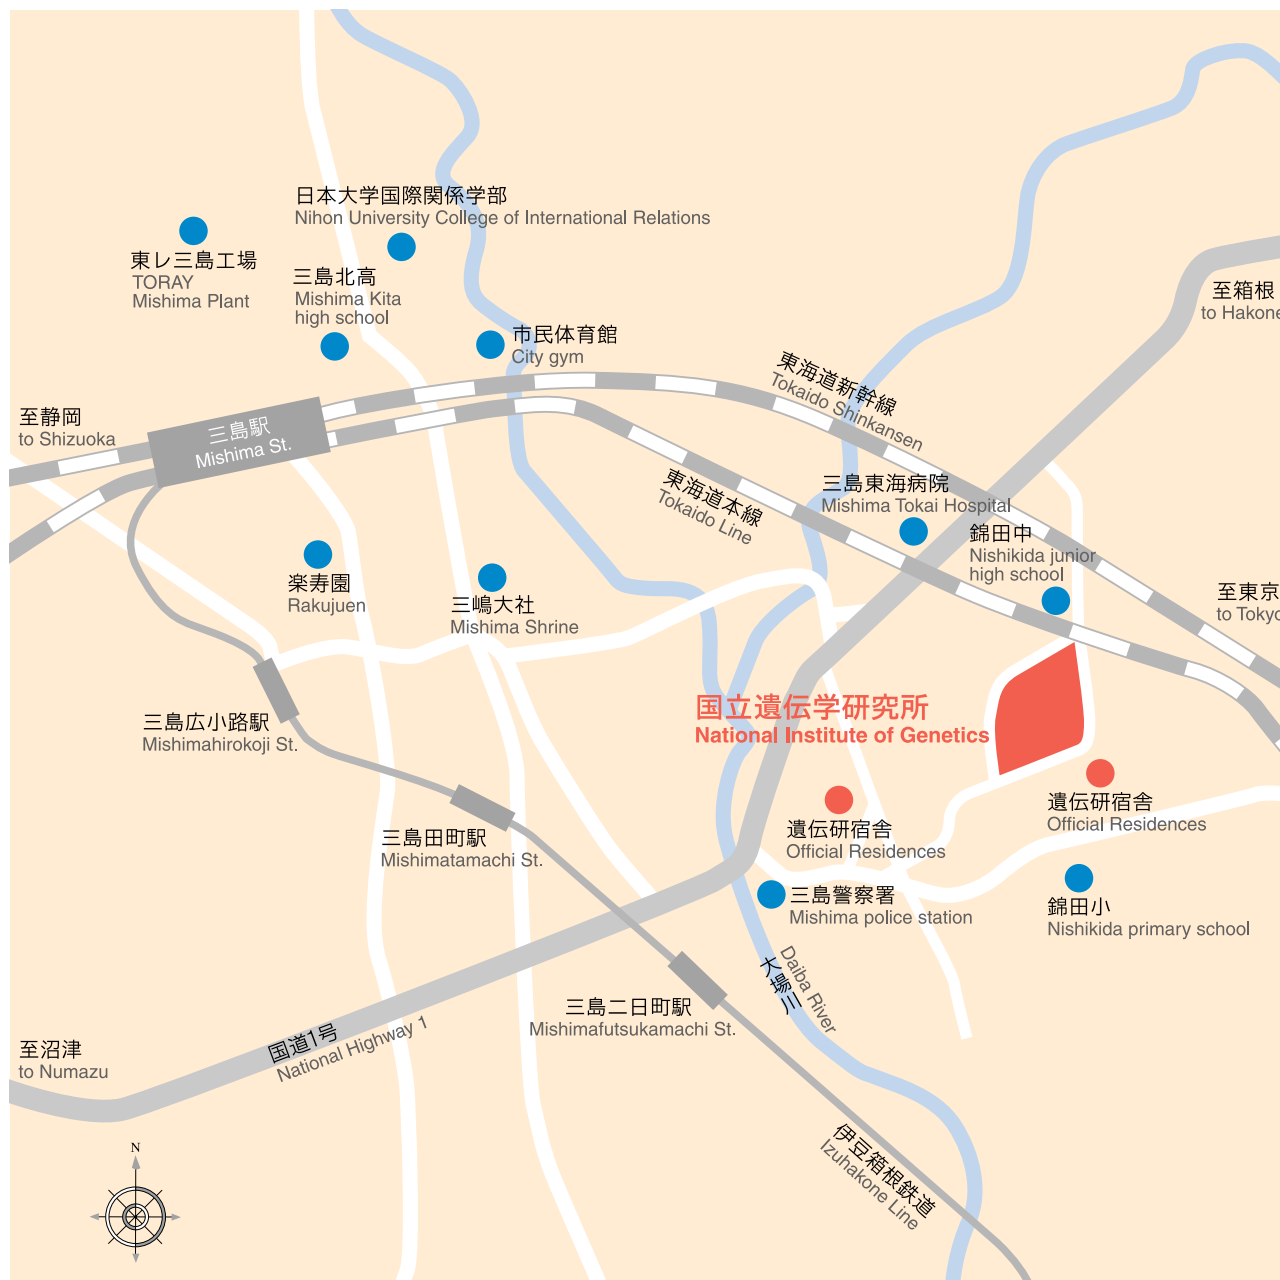 日本大学国際関係学部
Nihon University College of International Relations
東レ三島工場
TORAY
Mishima Plant
三島北高
Mishima Kita
high school
至箱根
to Hakone
市民体育館
City gym
東海道新幹線
Tokaido Shinkansen
至静岡
to Shizuoka
三島駅
Mishima St.
東海道本線
Tokaido Line
三島東海病院
Mishima Tokai Hospital
錦田中
Nishikida junior
high school
楽寿園
Rakujuen
三嶋大社
Mishima Shrine
至東京
to Tokyo
国立遺伝学研究所
National Institute of Genetics
三島広小路駅
Mishimahirokoji St.
遺伝研宿舎
Official Residences
遺伝研宿舎
Official Residences
三島田町駅
Mishimatamachi St.
三島警察署
Mishima police station
錦田小
Nishikida primary school
大場川
Daiba River
三島二日町駅
Mishimafutsukamachi St.
国道1号
National Highway 1
至沼津
to Numazu
伊豆箱根鉄道
Izuhakone Line
N